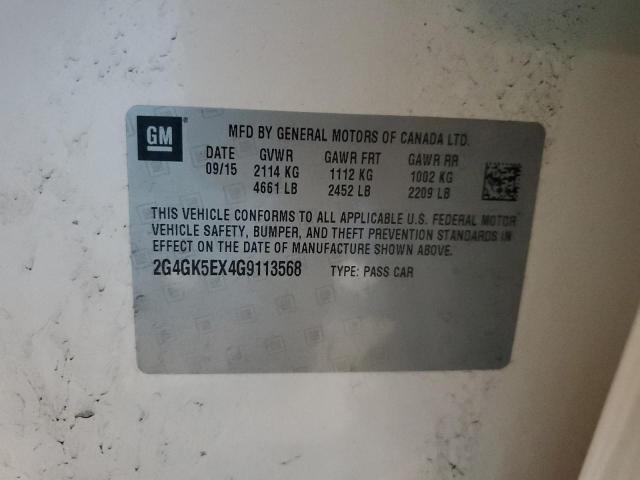 GM
MFD BY GENERAL MOTORS OF CANADA LTD.
DATE GVWR GAWR FRT GAWR RR
09/15 2114 KG 1112 KG 1002 KG
4661 LB 2452 LB 2209 LB
THIS VEHICLE CONFORMS TO ALL APPLICABLE U.S. FEDERAL MOTOR
VEHICLE SAFETY, BUMPER, AND THEFT PREVENTION STANDARDS IN
EFFECT ON THE DATE OF MANUFACTURE SHOWN ABOVE.
2G4GK5EX4G9113568 TYPE: PASS CAR